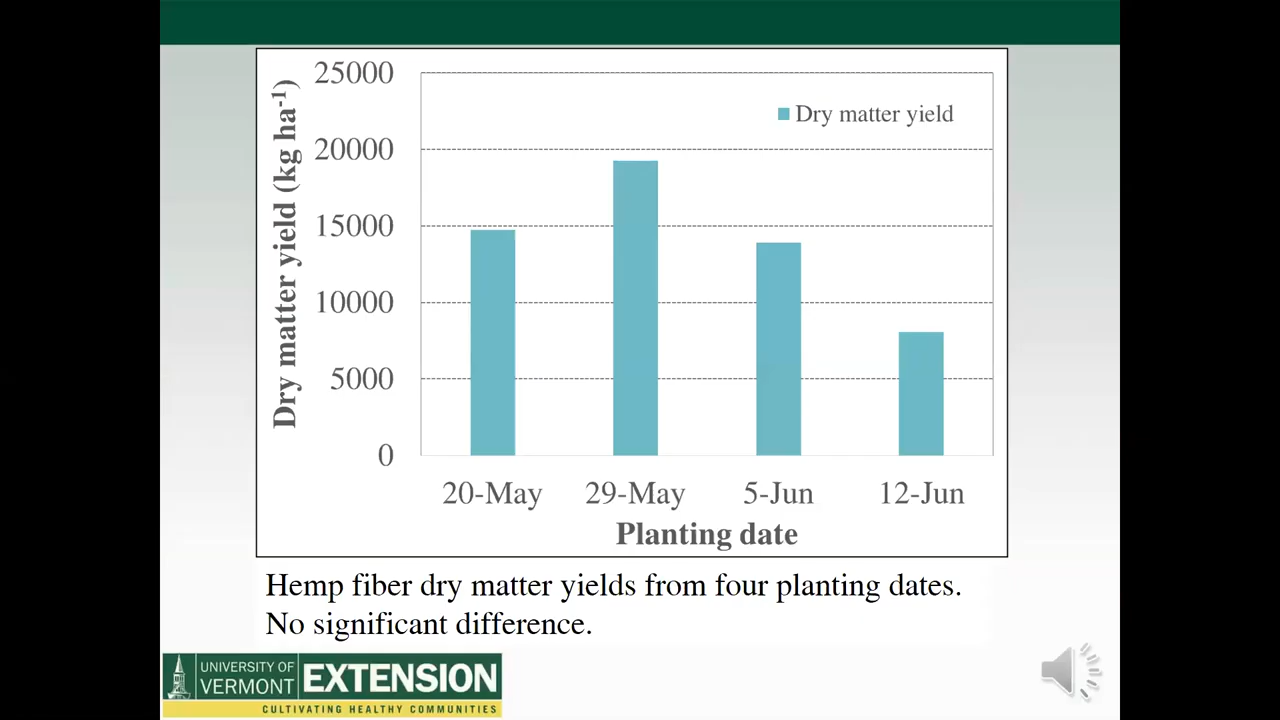 25000
20000
15000
10000
5000
0
Dry matter yield (kg ha⁻¹)
Dry matter yield
20-May 29-May 5-Jun 12-Jun
Planting date
Hemp fiber dry matter yields from four planting dates.
No significant difference.
UNIVERSITY OF
VERMONT
EXTENSION
CULTIVATING HEALTHY COMMUNITIES